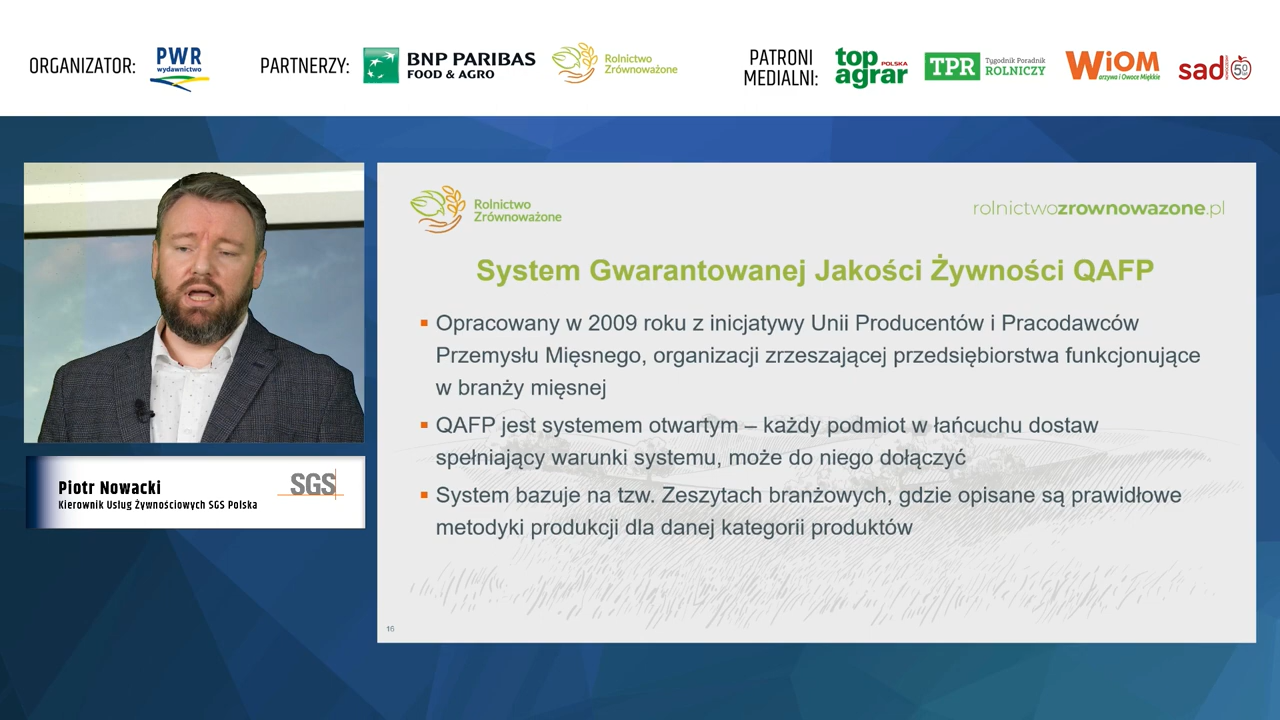 ORGANIZATOR:
PWR
wydawnictwo
PARTNERZY:
BNP PARIBAS
FOOD & AGRO
Rolnictwo
Zrównoważone
PATRONI
MEDIALNI:
top
agrar
POLSKA
TPR
Tygodnik Poradnik
ROLNICZY
WiOM
arzywa i Owoce Miękkie
sad
Rolnictwo
Zrównoważone
rolnictwozrownowazone.pl
System Gwarantowanej Jakości Żywności QAFP
▪ Opracowany w 2009 roku z inicjatywy Unii Producentów i Pracodawców
Przemysłu Mięsnego, organizacji zrzeszającej przedsiębiorstwa funkcjonujące
w branży mięsnej
▪ QAFP jest systemem otwartym – każdy podmiot w łańcuchu dostaw
spełniający warunki systemu, może do niego dołączyć
▪ System bazuje na tzw. Zeszytach branżowych, gdzie opisane są prawidłowe
metodyki produkcji dla danej kategorii produktów
16
Piotr Nowacki
Kierownik Usług Żywnościowych SGS Polska
SGS